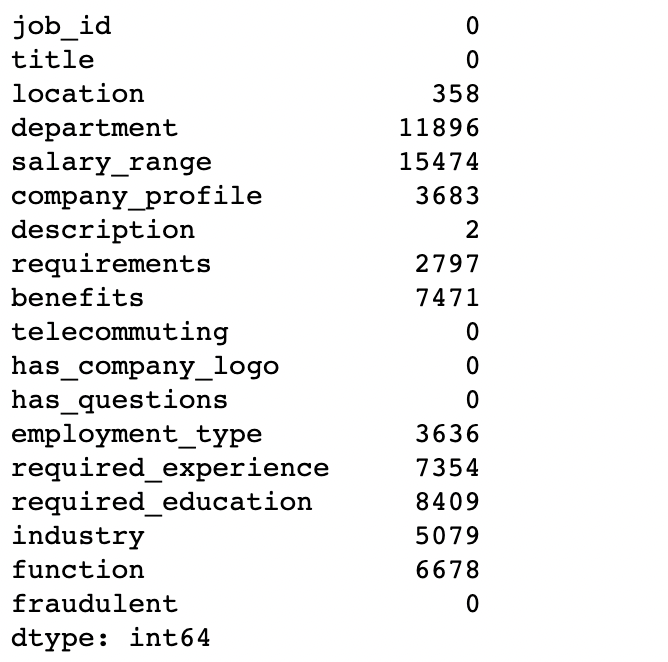 job_id 0
title 0
location 358
department 11896
salary_range 15474
company_profile 3683
description 2
requirements 2797
benefits 7471
telecommuting 0
has_company_logo 0
has_questions 0
employment_type 3636
required_experience 7354
required_education 8409
industry 5079
function 6678
fraudulent 0
dtype: int64